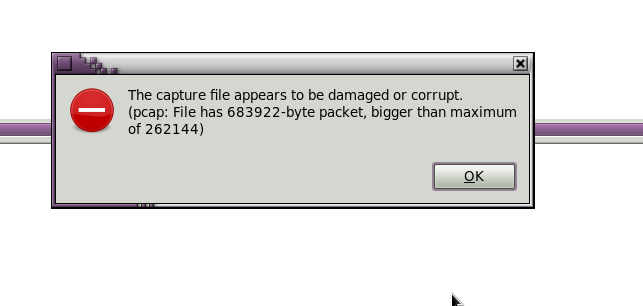 The capture file appears to be damaged or corrupt.
(pcap: File has 683922-byte packet, bigger than maximum
of 262144)
OK